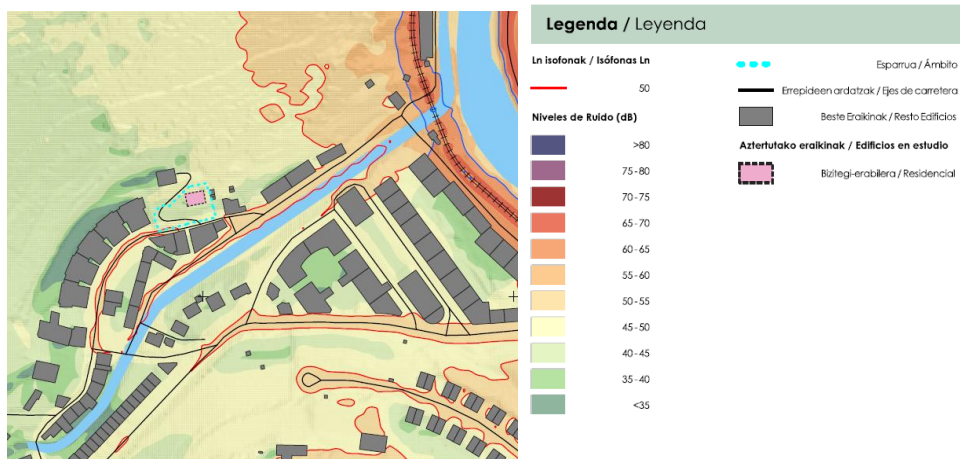 Legenda / Leyenda
Ln isofonak / Isófonas Ln
50
Niveles de Ruido (dB)
>80
75-80
70-75
65-70
60-65
55-60
50-55
45-50
40-45
35-40
<35
Esparrua / Ámbito
Errepideen ardatzak / Ejes de carretera
Beste Eraikinak / Resto Edificios
Aztertutako eraikinak / Edificios en estudio
Bizitegi-erabilera / Residencial